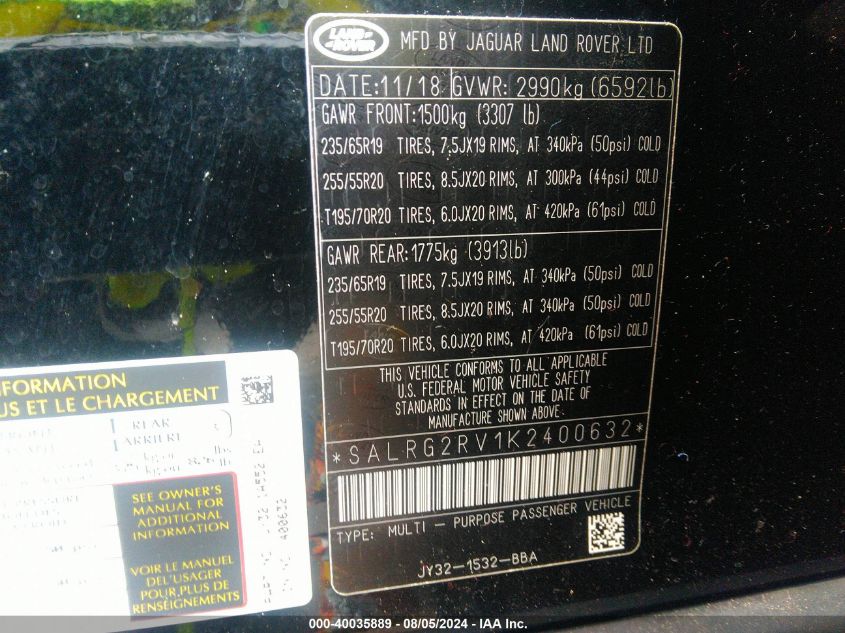 LAND ROVER
MFD BY JAGUAR LAND ROVER LTD
DATE:11/18 GVWR: 2990kg (6592lb)
GAWR FRONT:1500kg (3307 lb)
235/65R19 TIRES, 7.5JX19 RIMS, AT 340kPa (50psi) COLD
255/55R20 TIRES, 8.5JX20 RIMS, AT 300kPa (44psi) COLD
T195/70R20 TIRES, 6.0JX20 RIMS, AT 420kPa (61psi) COLD
GAWR REAR:1775kg (3913lb)
235/65R19 TIRES, 7.5JX19 RIMS, AT 340kPa (50psi) COLD
255/55R20 TIRES, 8.5JX20 RIMS, AT 340kPa (50psi) COLD
T195/70R20 TIRES, 6.0JX20 RIMS, AT 420kPa (61psi) COLD
THIS VEHICLE CONFORMS TO ALL APPLICABLE
U.S. FEDERAL MOTOR VEHICLE SAFETY
STANDARDS IN EFFECT ON THE DATE OF
MANUFACTURE SHOWN ABOVE.
*SALRG2RV1K2400632*
TYPE: MULTI - PURPOSE PASSENGER VEHICLE
JY32-1532-BBA
INFORMATION
US ET LE CHARGEMENT
REAR
ARRIERE 3
SEE OWNER'S
MANUAL FOR
ADDITIONAL
INFORMATION
VOIR LE MANUEL
DEL'USAGER
POUR PLUS DE
RENSEIGNEMENTS
400632
000-40035889 - 08/05/2024 - IAA Inc.